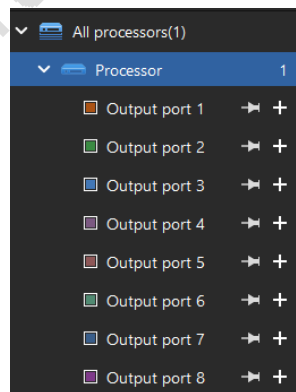 All processors(1)
Processor 1
Output port 1
Output port 2
Output port 3
Output port 4
Output port 5
Output port 6
Output port 7
Output port 8